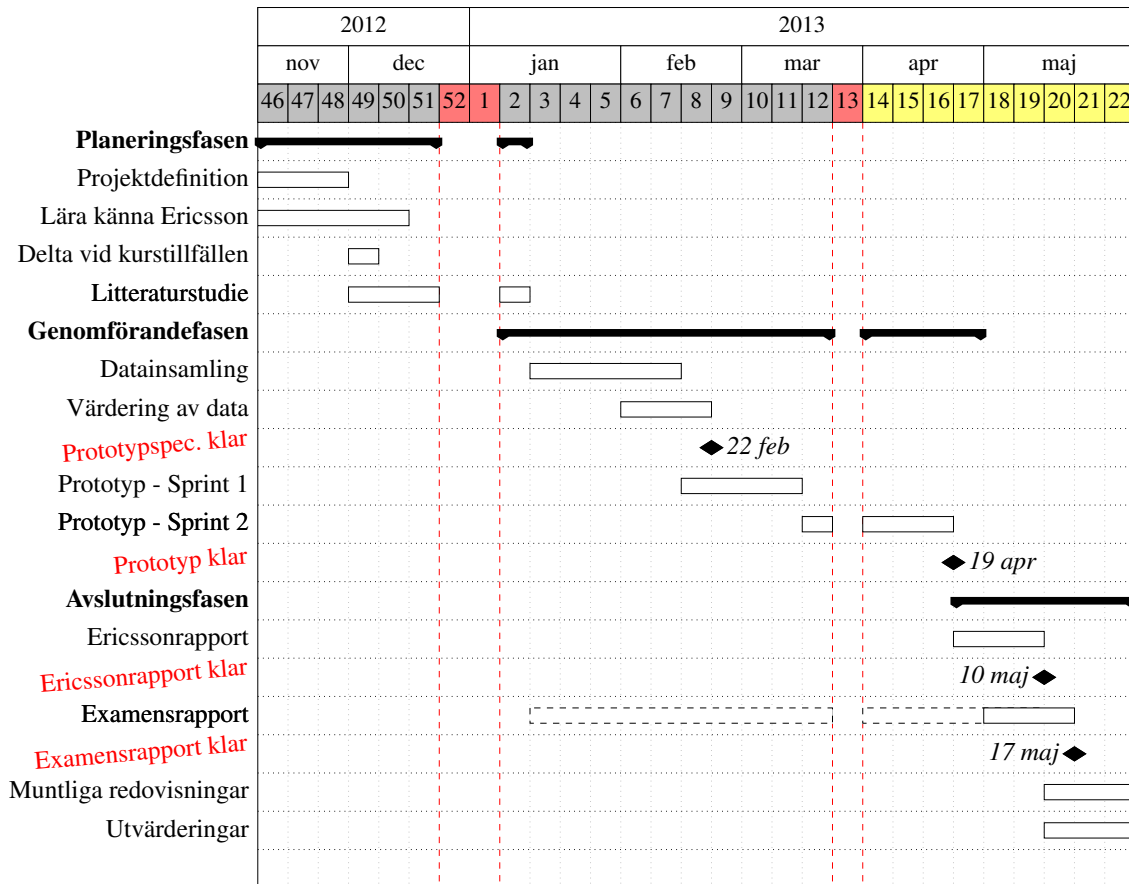 2012 2013
nov dec jan feb mar apr maj
46 47 48 49 50 51 52 1 2 3 4 5 6 7 8 9 10 11 12 13 14 15 16 17 18 19 20 21 22
Planeringsfasen
Projektdefinition
Lära känna Ericsson
Delta vid kurstillfällen
Litteraturstudie
Genomförandefasen
Datainsamling
Värdering av data
Prototypspec. klar 22 feb
Prototyp - Sprint 1
Prototyp - Sprint 2
Prototyp klar 19 apr
Avslutningsfasen
Ericssonrapport
Ericssonrapport klar 10 maj
Examensrapport
Examensrapport klar 17 maj
Muntliga redovisningar
Utvärderingar